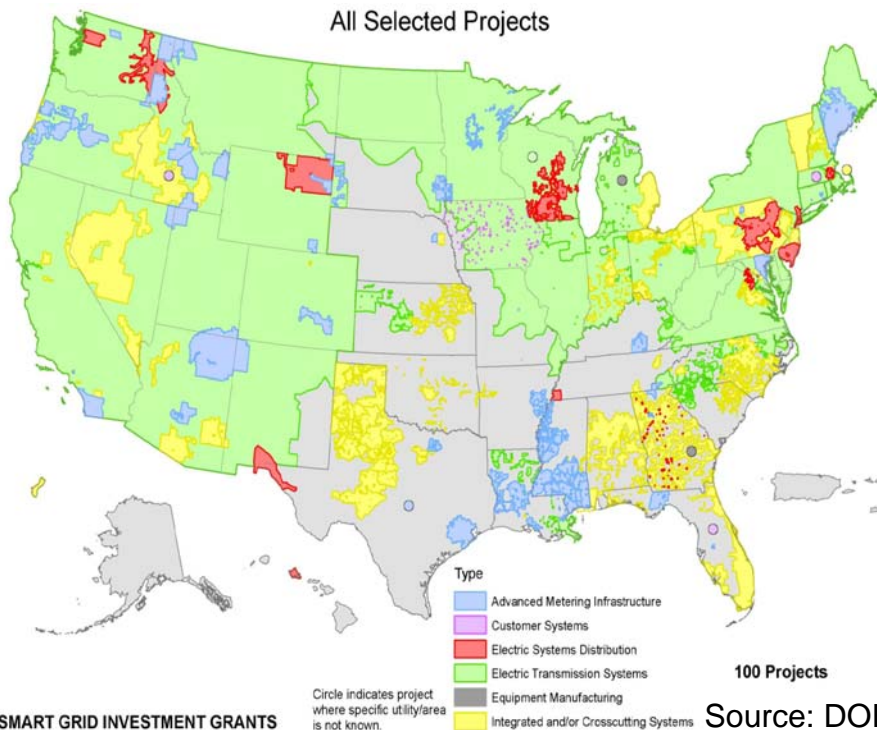 All Selected Projects
Type
Advanced Metering Infrastructure
Customer Systems
Electric Systems Distribution
Electric Transmission Systems
Equipment Manufacturing
Integrated and/or Crosscutting Systems
100 Projects
Circle indicates project
where specific utility/area
is not known.
SMART GRID INVESTMENT GRANTS
Source: DOE